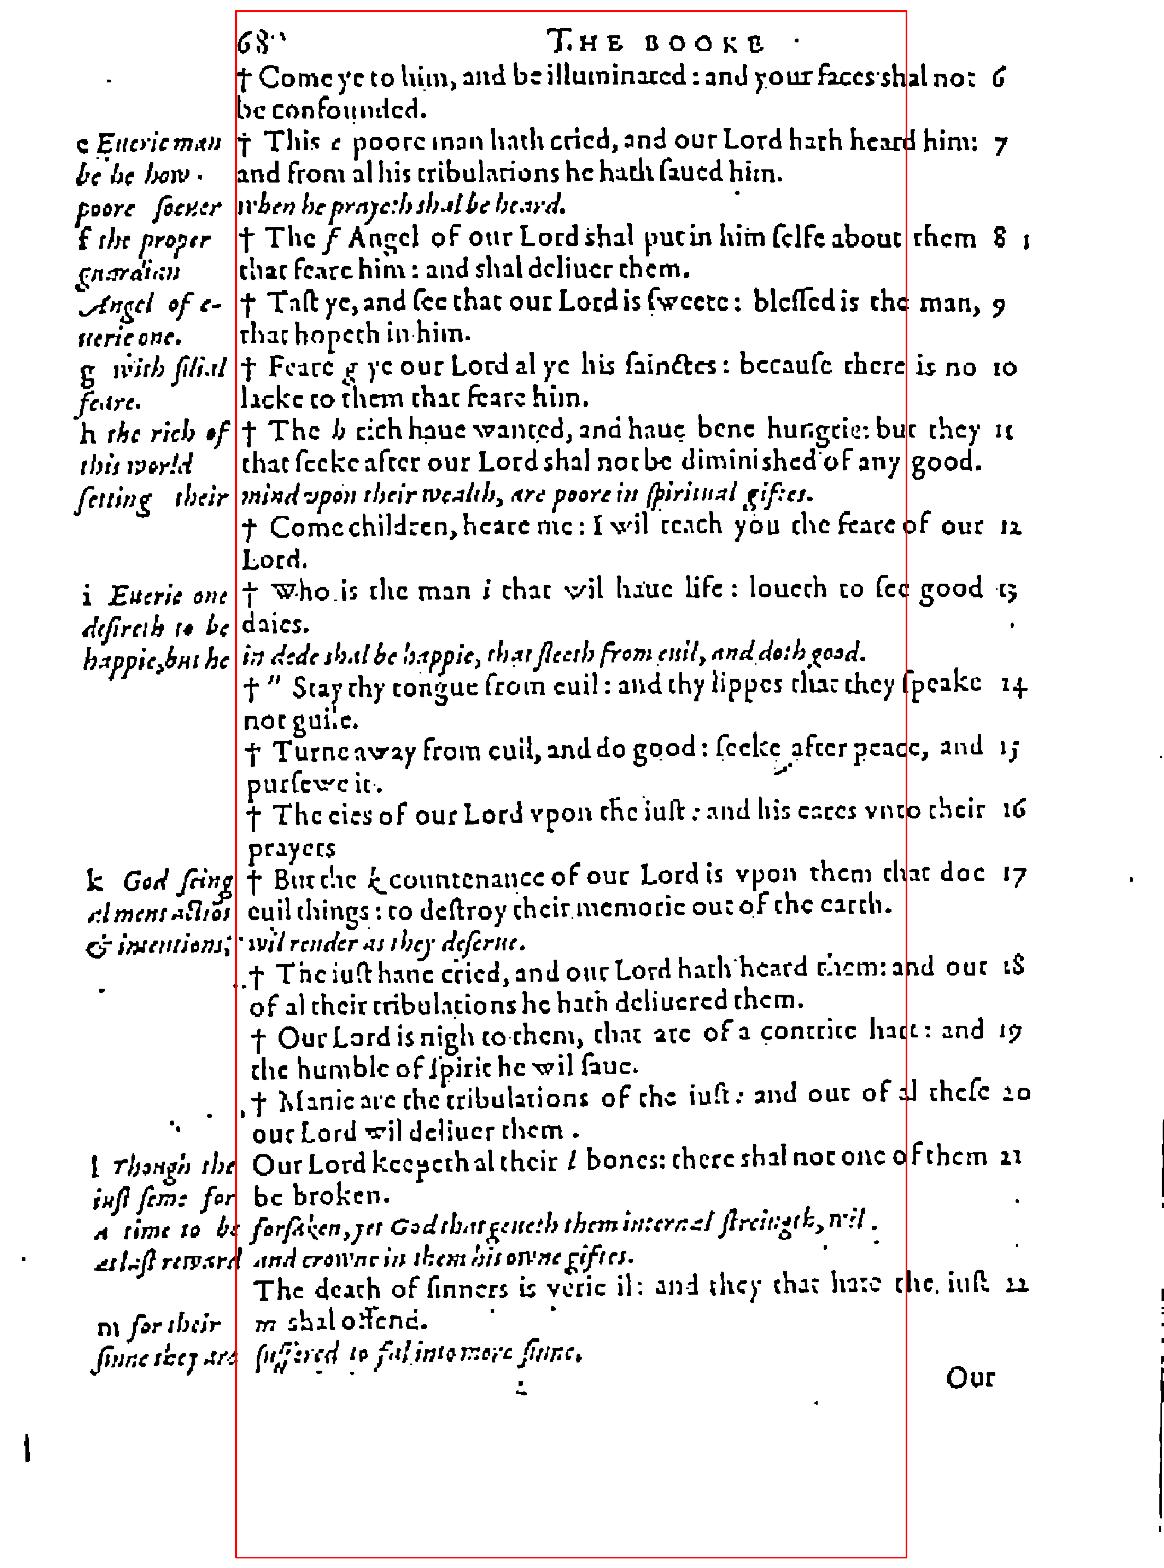 68 THE BOOKE
† Come ye to him, and be illuminated: and your faces shal not 6
be confounded.
e Euerie man † This e poore man hath cried, and our Lord hath heard him: 7
be he how and from al his tribulations he hath ſaued him.
poore ſoeuer when he prayeth shal be heard.
f the proper † The f Angel of our Lord shal put in him ſelfe about them 8
guardian that feare him: and shal deliuer them.
Angel of e- † Taſt ye, and ſee that our Lord is ſweete: bleſſed is the man, 9
uerie one. that hopeth in him.
g with filial † Feare g ye our Lord al ye his ſainctes: becauſe there is no 10
feare. lacke to them that feare him.
h the rich of † The h rich haue wanted, and haue bene hungrie: but they 11
this world that ſeeke after our Lord shal not be diminished of any good.
ſetting their mind vpon their wealth, are poore in ſpiritual giftes.
† Come children, heare me: I wil teach you the feare of our 12
Lord.
i Euerie one † Who is the man i that wil haue life: loueth to ſee good 13
deſireth to be daies.
happie, but he in dede shal be happie, that fleeth from euil, and doth good.
† " Stay thy tongue from euil: and thy lippes that they ſpeake 14
not guile.
† Turne away from euil, and do good: ſeeke after peace, and 15
purſewe it.
† The eies of our Lord vpon the iuſt: and his eares vnto their 16
prayers
k God ſeing † But the k countenance of our Lord is vpon them that doe 17
al mens actiōs euil things: to deſtroy their memorie out of the earth.
& intentions, wil render as they deſerue.
† The iuſt haue cried, and our Lord hath heard them: and out 18
of al their tribulations he hath deliuered them.
† Our Lord is nigh to them, that are of a contrite hart: and 19
the humble of ſpirit he wil ſaue.
† Manie are the tribulations of the iuſt: and out of al theſe 20
our Lord wil deliuer them.
l Though the Our Lord keepeth al their l bones: there shal not one of them 21
iuſt ſeme for be broken.
a time to be forſaken, yet God that geueth them internal ſtreingth, wil
at laſt reward and crowne in them his owne giftes.
The death of ſinners is verie il: and they that hate the iuſt 22
m for their m shal offend.
ſinne they are ſuffered to fal into more ſinne.
Our